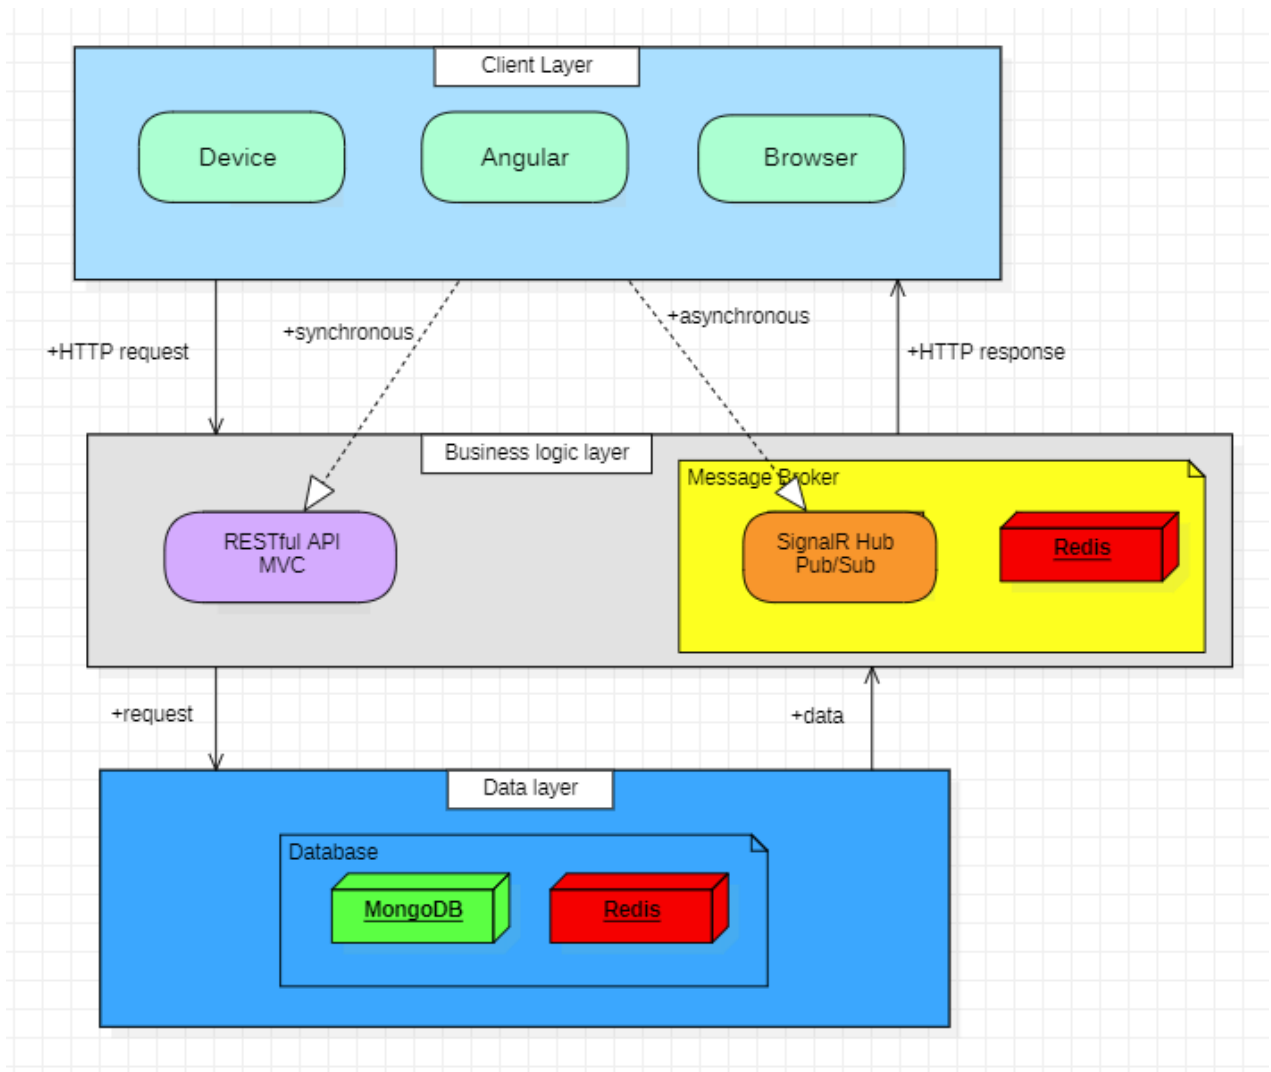 Client Layer
Device
Angular
Browser
+synchronous
+asynchronous
+HTTP request
+HTTP response
Business logic layer
Message Broker
RESTful API
MVC
SignalR Hub
Pub/Sub
Redis
+request
+data
Data layer
Database
MongoDB
Redis